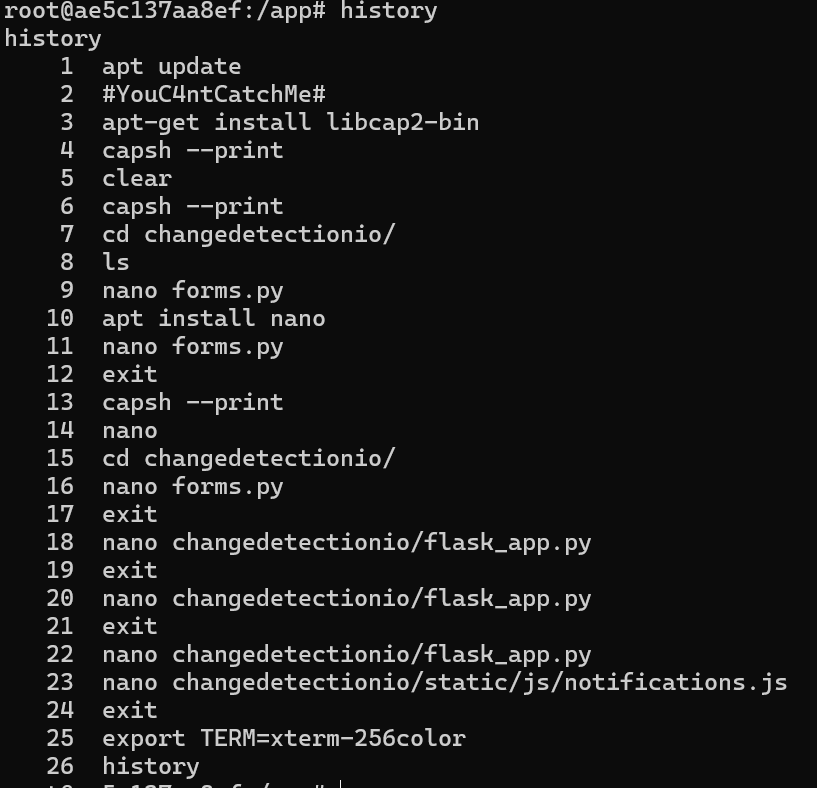 root@ae5c137aa8ef:/app# history
history
    1  apt update
    2  #YouC4ntCatchMe#
    3  apt-get install libcap2-bin
    4  capsh --print
    5  clear
    6  capsh --print
    7  cd changedetectionio/
    8  ls
    9  nano forms.py
   10  apt install nano
   11  nano forms.py
   12  exit
   13  capsh --print
   14  nano
   15  cd changedetectionio/
   16  nano forms.py
   17  exit
   18  nano changedetectionio/flask_app.py
   19  exit
   20  nano changedetectionio/flask_app.py
   21  exit
   22  nano changedetectionio/flask_app.py
   23  nano changedetectionio/static/js/notifications.js
   24  exit
   25  export TERM=xterm-256color
   26  history